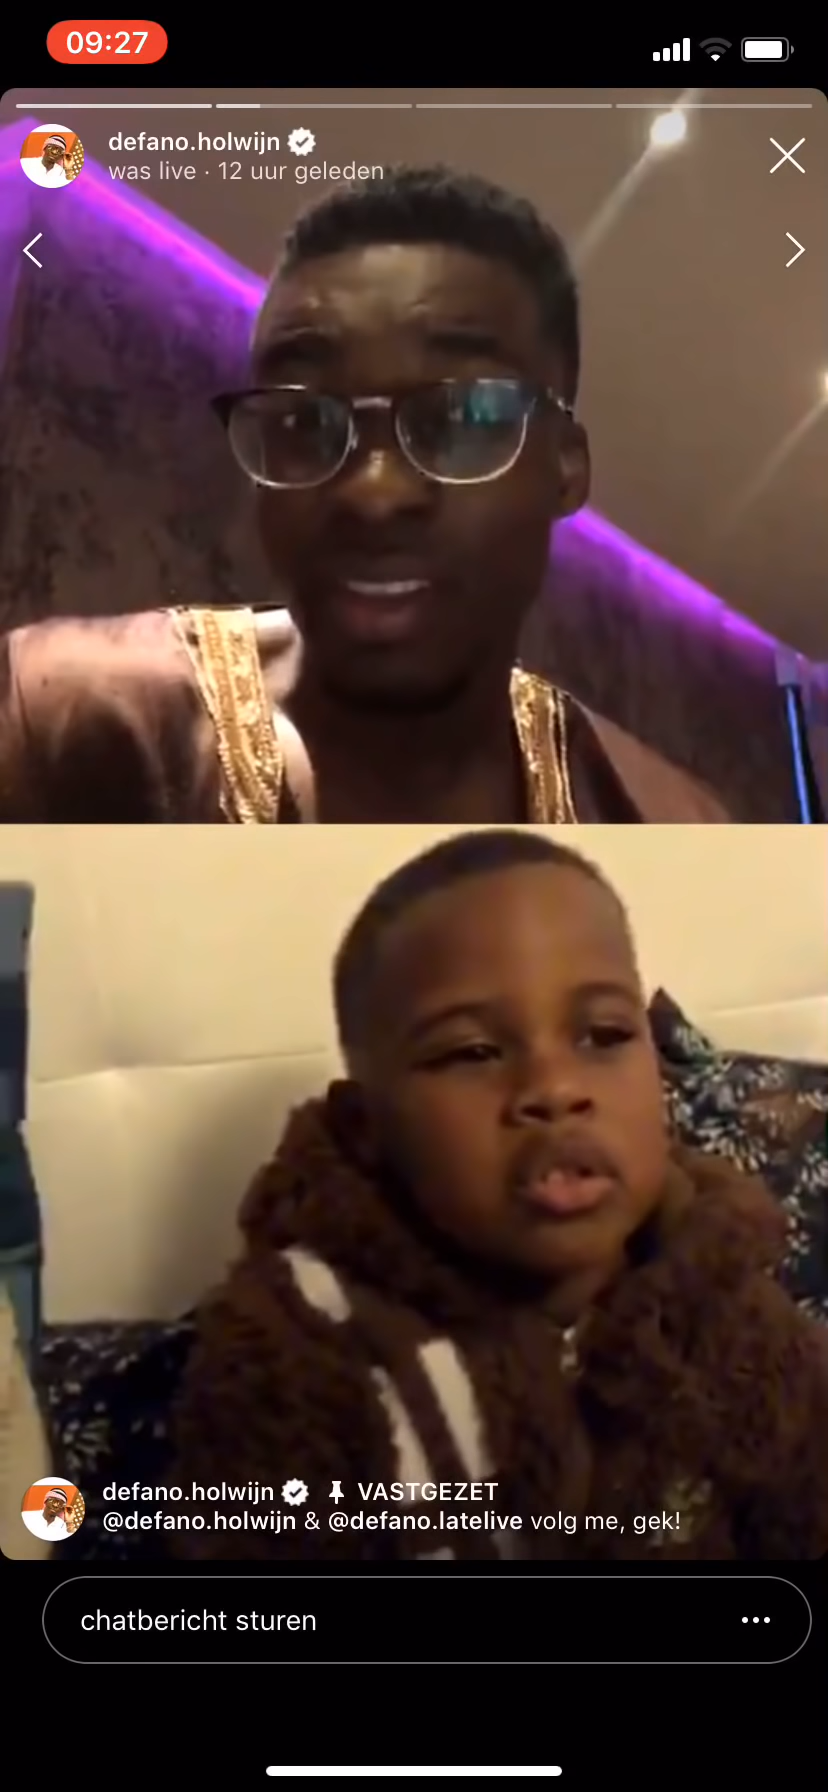 09:27
defano.holwijn
was live · 12 uur geleden
defano.holwijn VASTGEZET
@defano.holwijn & @defano.latelive volg me, gek!
chatbericht sturen